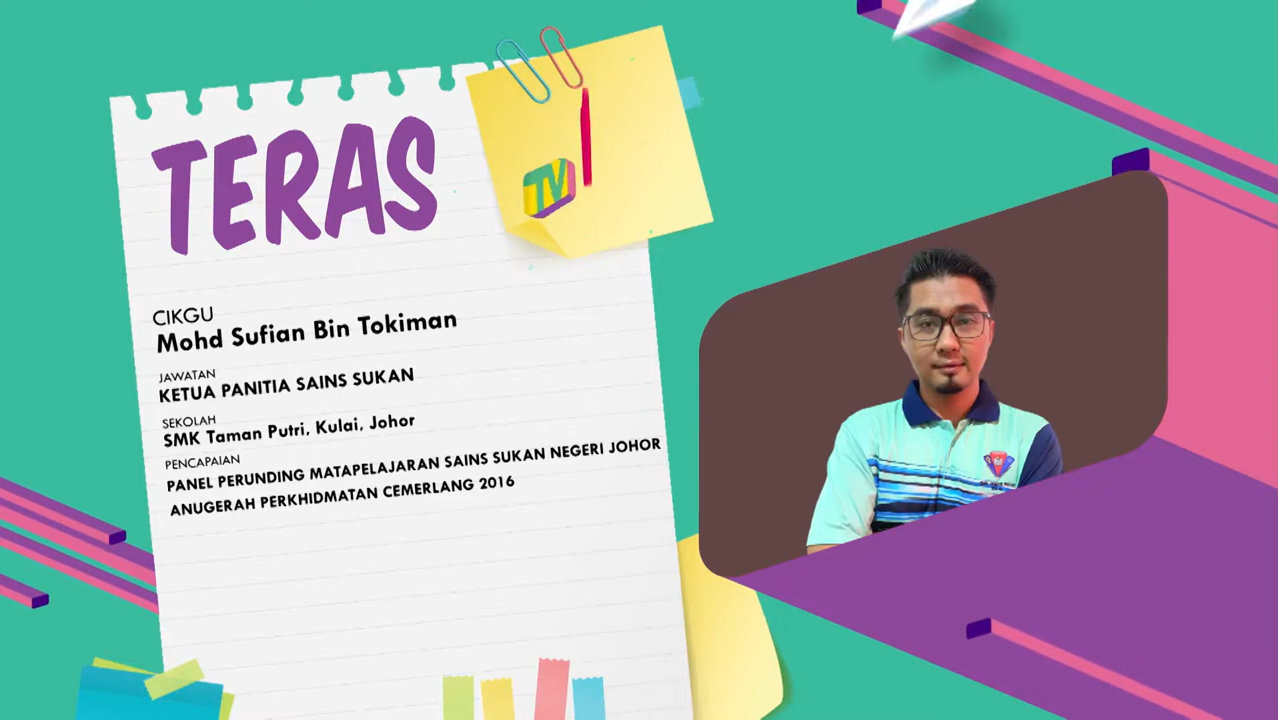 TERAS
TV
CIKGU
Mohd Sufian Bin Tokiman
JAWATAN
KETUA PANITIA SAINS SUKAN
SEKOLAH
SMK Taman Putri, Kulai, Johor
PENCAPAIAN
PANEL PERUNDING MATAPELAJARAN SAINS SUKAN NEGERI JOHOR
ANUGERAH PERKHIDMATAN CEMERLANG 2016